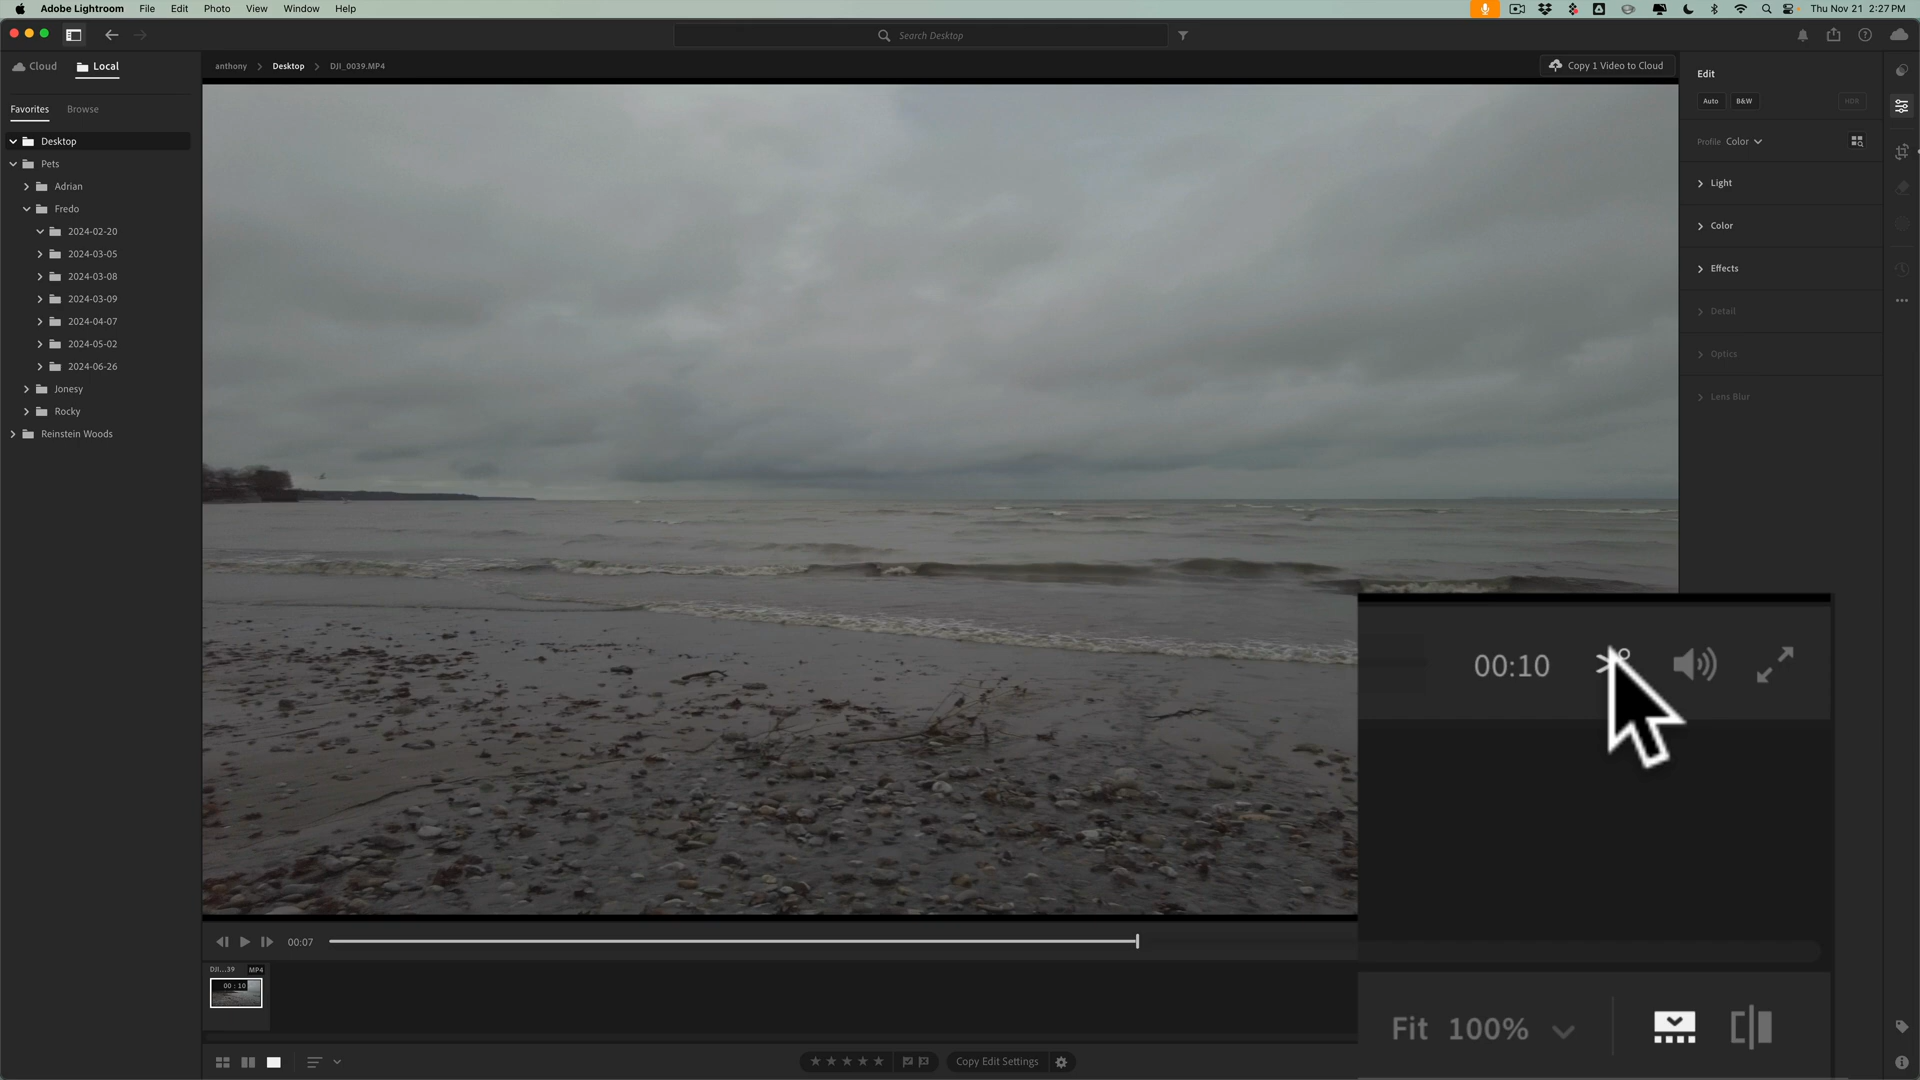 Adobe Lightroom File Edit Photo View Window Help
Thu Nov 21 2:27 PM
Search Desktop
Cloud Local
anthony Desktop DJI_0039.MP4
Copy 1 Video to Cloud
Edit
Auto B&W HDR
Profile Color
Light
Color
Effects
Detail
Optics
Lens Blur
Favorites Browse
Desktop
Pets
Adrian
Fredo
2024-02-20
2024-03-05
2024-03-08
2024-03-09
2024-04-07
2024-05-02
2024-06-26
Jonesy
Rocky
Reinstein Woods
00:10
00:07
DJI...39 MP4
00:10
Copy Edit Settings
Fit 100%